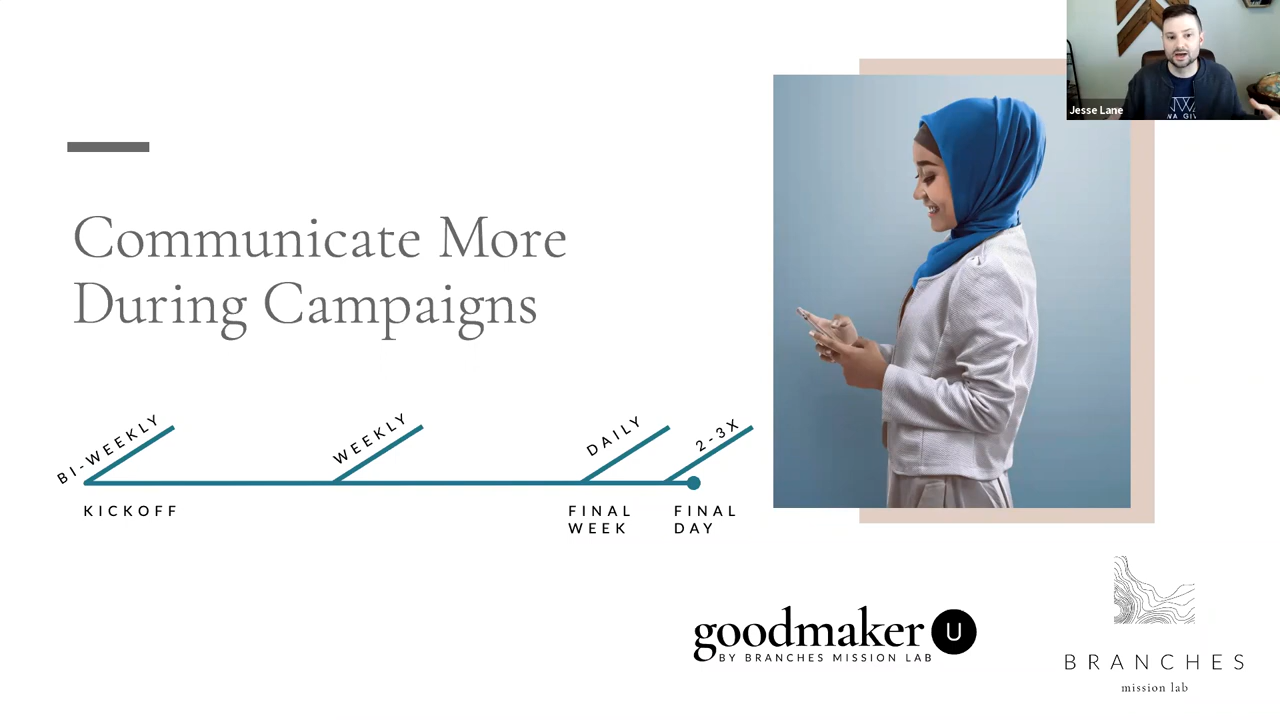 Jesse Lane
Communicate More
During Campaigns
BI-WEEKLY
WEEKLY
DAILY
2-3X
KICKOFF
FINAL
WEEK
FINAL
DAY
goodmaker U
BY BRANCHES MISSION LAB
BRANCHES
mission lab